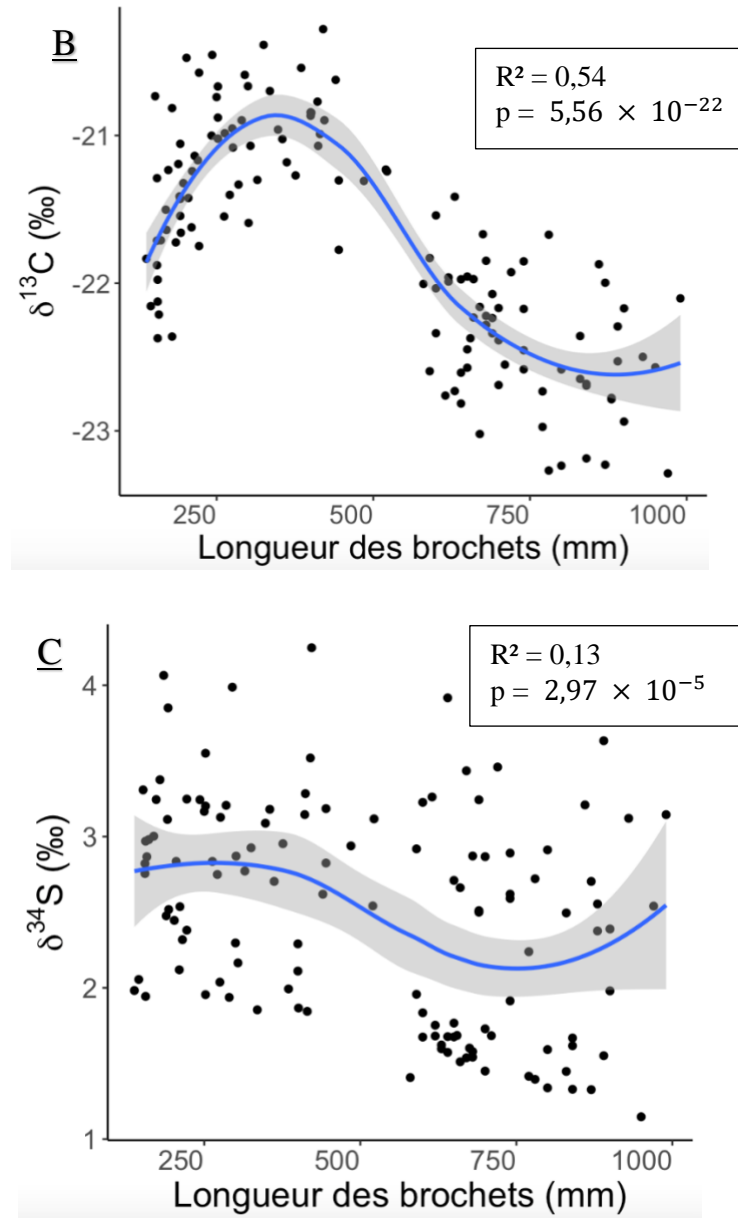 B
R² = 0,54
p = 5,56 × 10⁻²²
-21
-22
-23
δ¹³C (‰)
250 500 750 1000
Longueur des brochets (mm)
C
R² = 0,13
p = 2,97 × 10⁻⁵
4
3
2
1
δ³⁴S (‰)
250 500 750 1000
Longueur des brochets (mm)